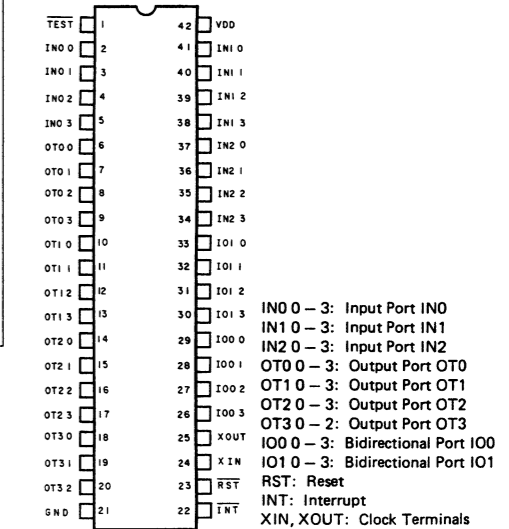 TEST 1 42 VDD
IN0 0 2 41 IN1 0
IN0 1 3 40 IN1 1
IN0 2 4 39 IN1 2
IN0 3 5 38 IN1 3
OT0 0 6 37 IN2 0
OT0 1 7 36 IN2 1
OT0 2 8 35 IN2 2
OT0 3 9 34 IN2 3
OT1 0 10 33 IO1 0
OT1 1 11 32 IO1 1
OT1 2 12 31 IO1 2
OT1 3 13 30 IO1 3
OT2 0 14 29 IO0 0
OT2 1 15 28 IO0 1
OT2 2 16 27 IO0 2
OT2 3 17 26 IO0 3
OT3 0 18 25 XOUT
OT3 1 19 24 XIN
OT3 2 20 23 RST
GND 21 22 INT
IN0 0 – 3: Input Port IN0
IN1 0 – 3: Input Port IN1
IN2 0 – 3: Input Port IN2
OT0 0 – 3: Output Port OT0
OT1 0 – 3: Output Port OT1
OT2 0 – 3: Output Port OT2
OT3 0 – 2: Output Port OT3
IO0 0 – 3: Bidirectional Port IO0
IO1 0 – 3: Bidirectional Port IO1
RST: Reset
INT: Interrupt
XIN, XOUT: Clock Terminals